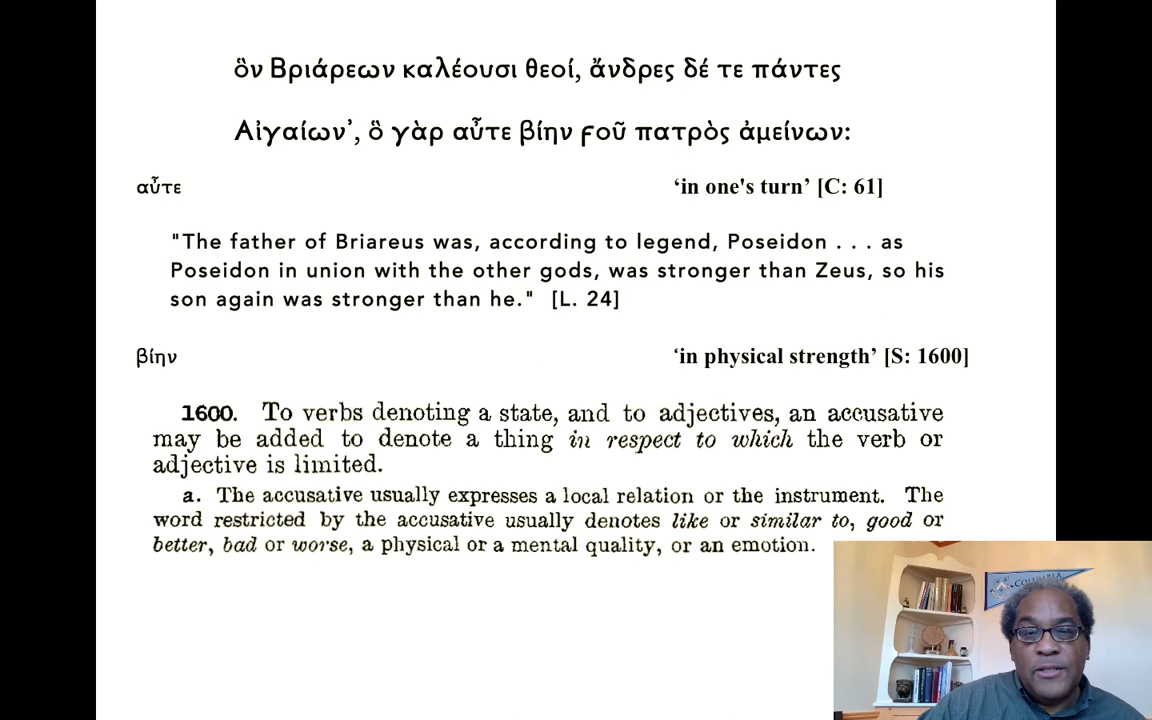 ὃν Βριάρεων καλέουσι θεοί, ἄνδρες δέ τε πάντες
Αἰγαίων’, ὃ γὰρ αὖτε βίην ϝοῦ πατρὸς ἀμείνων:
αὖτε ‘in one's turn’ [C: 61]
"The father of Briareus was, according to legend, Poseidon . . . as
Poseidon in union with the other gods, was stronger than Zeus, so his
son again was stronger than he." [L. 24]
βίην ‘in physical strength’ [S: 1600]
1600. To verbs denoting a state, and to adjectives, an accusative
may be added to denote a thing in respect to which the verb or
adjective is limited.
a. The accusative usually expresses a local relation or the instrument. The
word restricted by the accusative usually denotes like or similar to, good or
better, bad or worse, a physical or a mental quality, or an emotion.
COLUMBIA